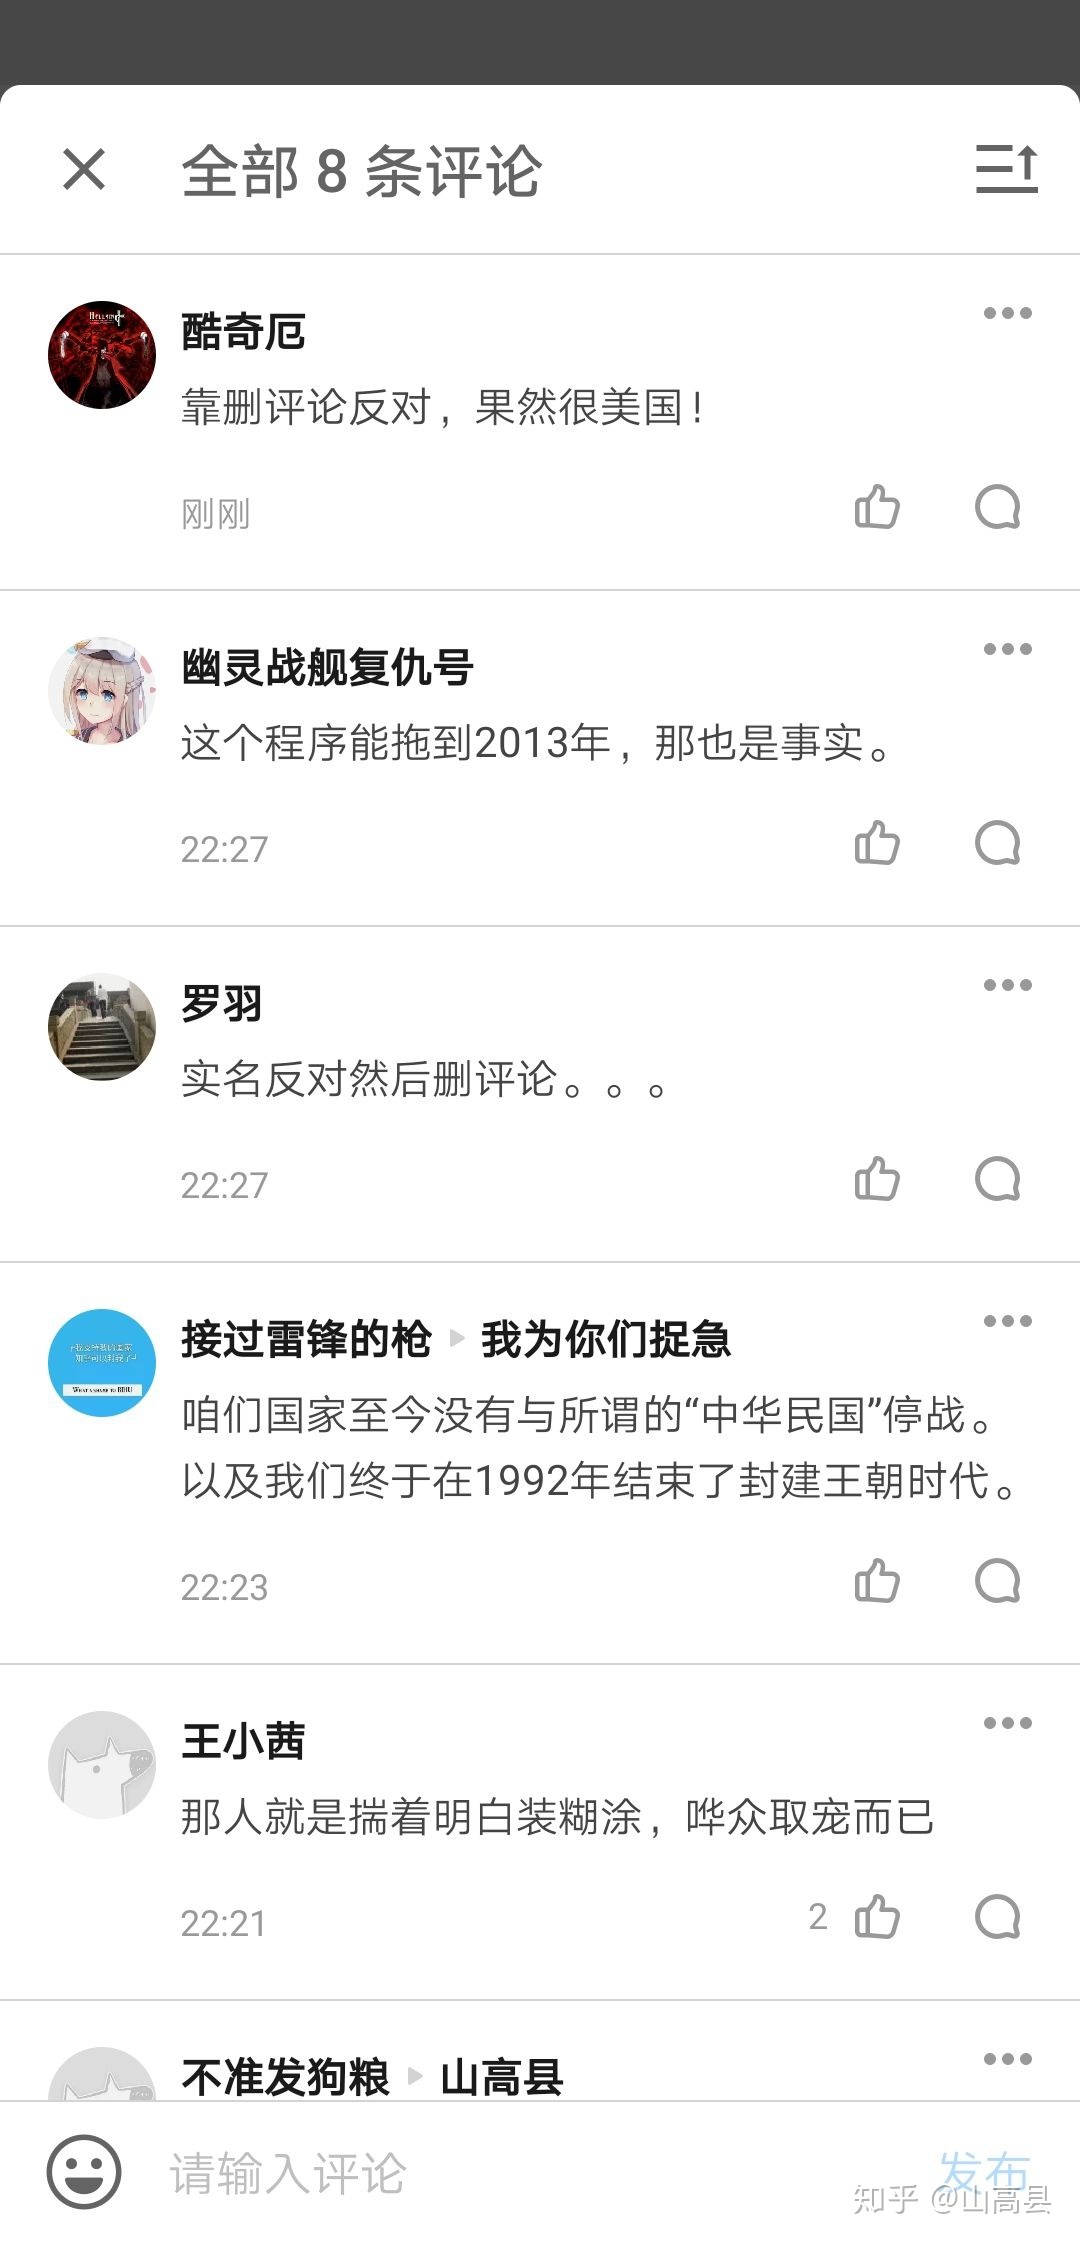 全部 8 条评论
酷奇厄
靠删评论反对，果然很美国！
刚刚
幽灵战舰复仇号
这个程序能拖到2013年，那也是事实。
22:27
罗羽
实名反对然后删评论。。。
22:27
接过雷锋的枪 ▸ 我为你们捉急
咱们国家至今没有与所谓的“中华民国”停战。
以及我们终于在1992年结束了封建王朝时代。
22:23
王小茜
那人就是揣着明白装糊涂，哗众取宠而已
22:21
2
不准发狗粮 ▸ 山高县
请输入评论
发布
知乎 @山高县